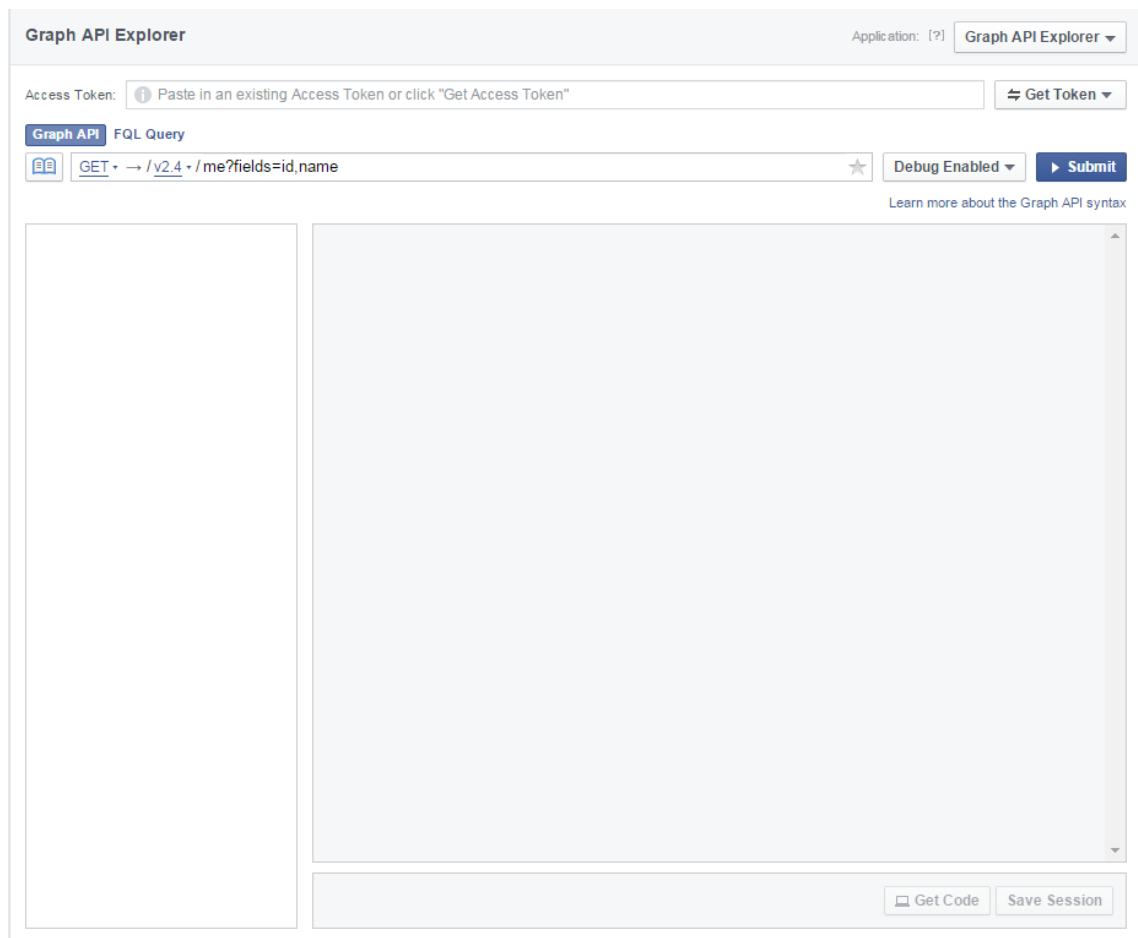 Graph API Explorer
Application: [?] Graph API Explorer
Access Token: Paste in an existing Access Token or click "Get Access Token" Get Token
Graph API FQL Query
GET → / v2.4 / me?fields=id,name Debug Enabled Submit
Learn more about the Graph API syntax
Get Code Save Session